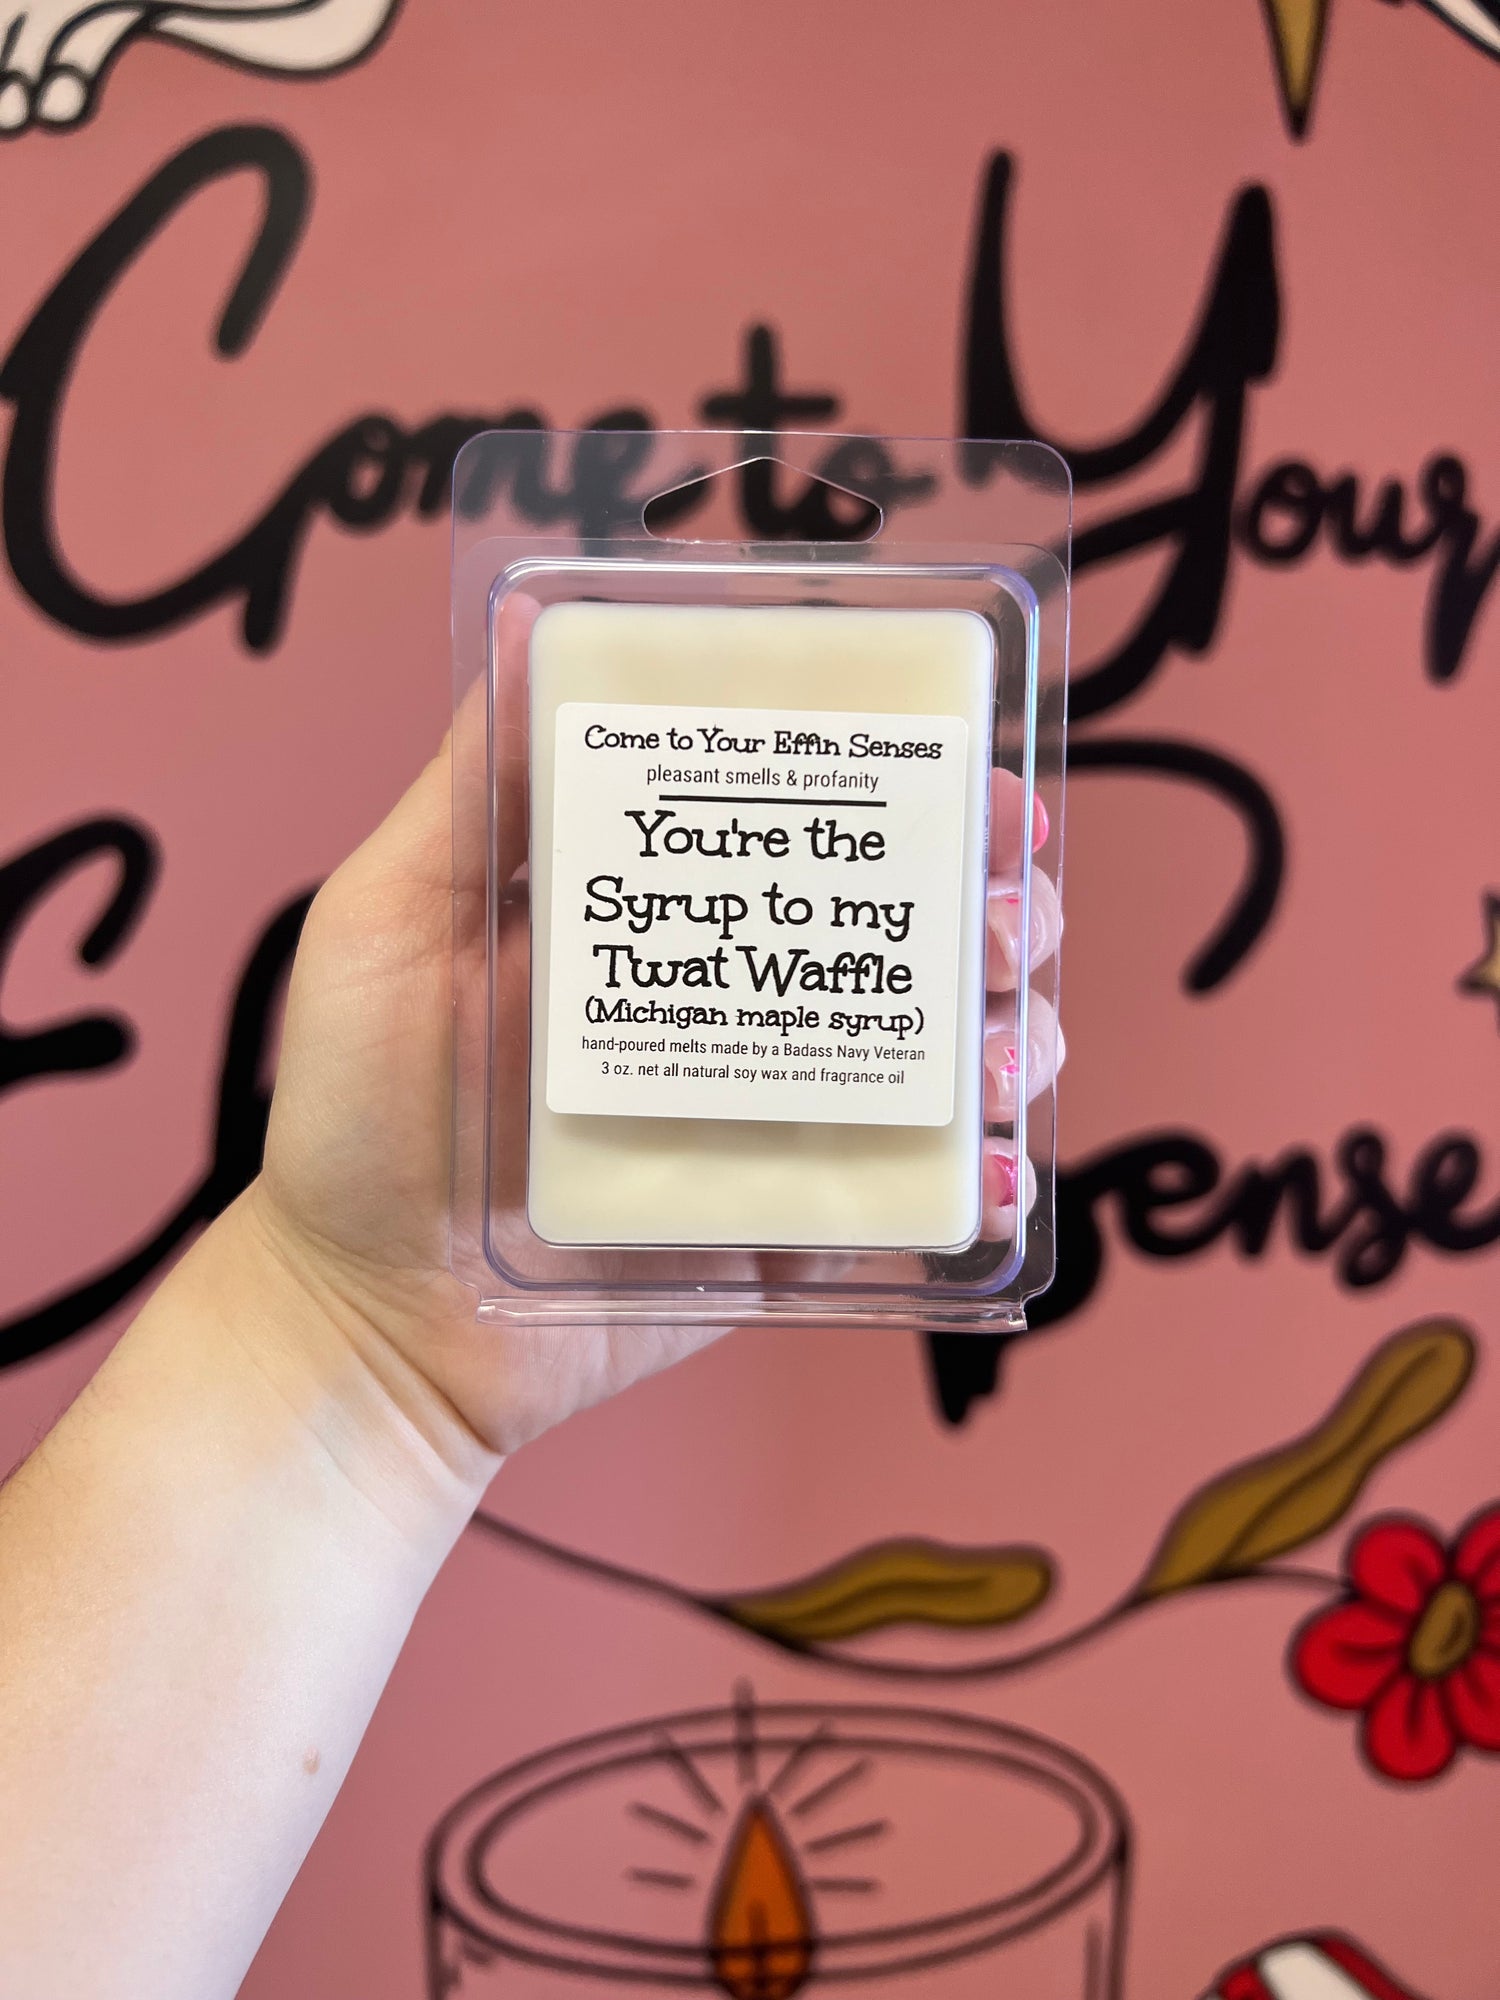 Come to Your
Come to Your Effin Senses
pleasant smells & profanity
You're the
Syrup to my
Twat Waffle
(Michigan maple syrup)
hand-poured melts made by a Badass Navy Veteran
3 oz. net all natural soy wax and fragrance oil